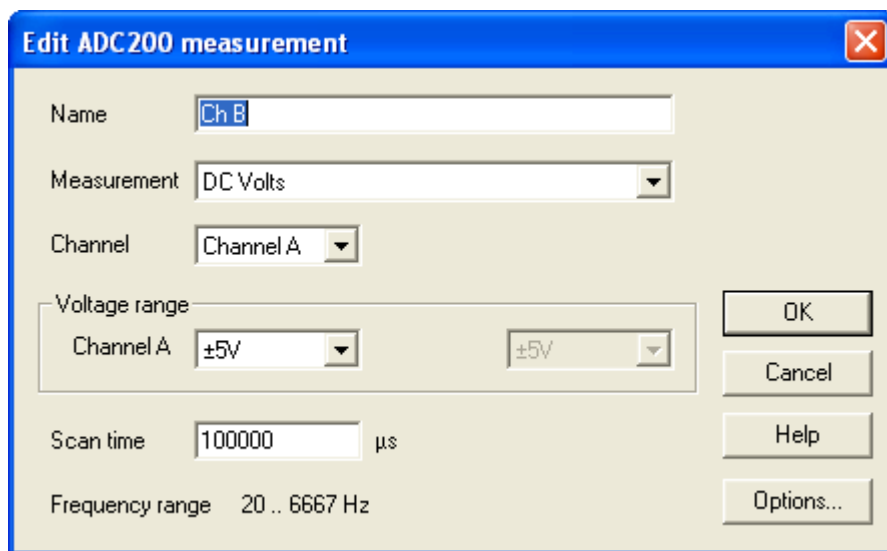 Edit ADC200 measurement
Name Ch B
Measurement DC Volts
Channel Channel A
Voltage range
Channel A ±5V ±5V
OK
Cancel
Scan time 100000 µs
Help
Frequency range 20 .. 6667 Hz
Options...